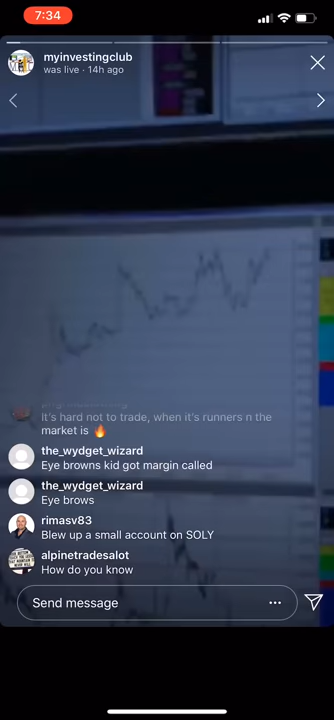 7:34
myinvestingclub
was live · 14h ago
It's hard not to trade, when it's runners n the
market is 🔥
the_wydget_wizard
Eye browns kid got margin called
the_wydget_wizard
Eye brows
rimasv83
Blew up a small account on SOLY
alpinetradesalot
How do you know
Send message